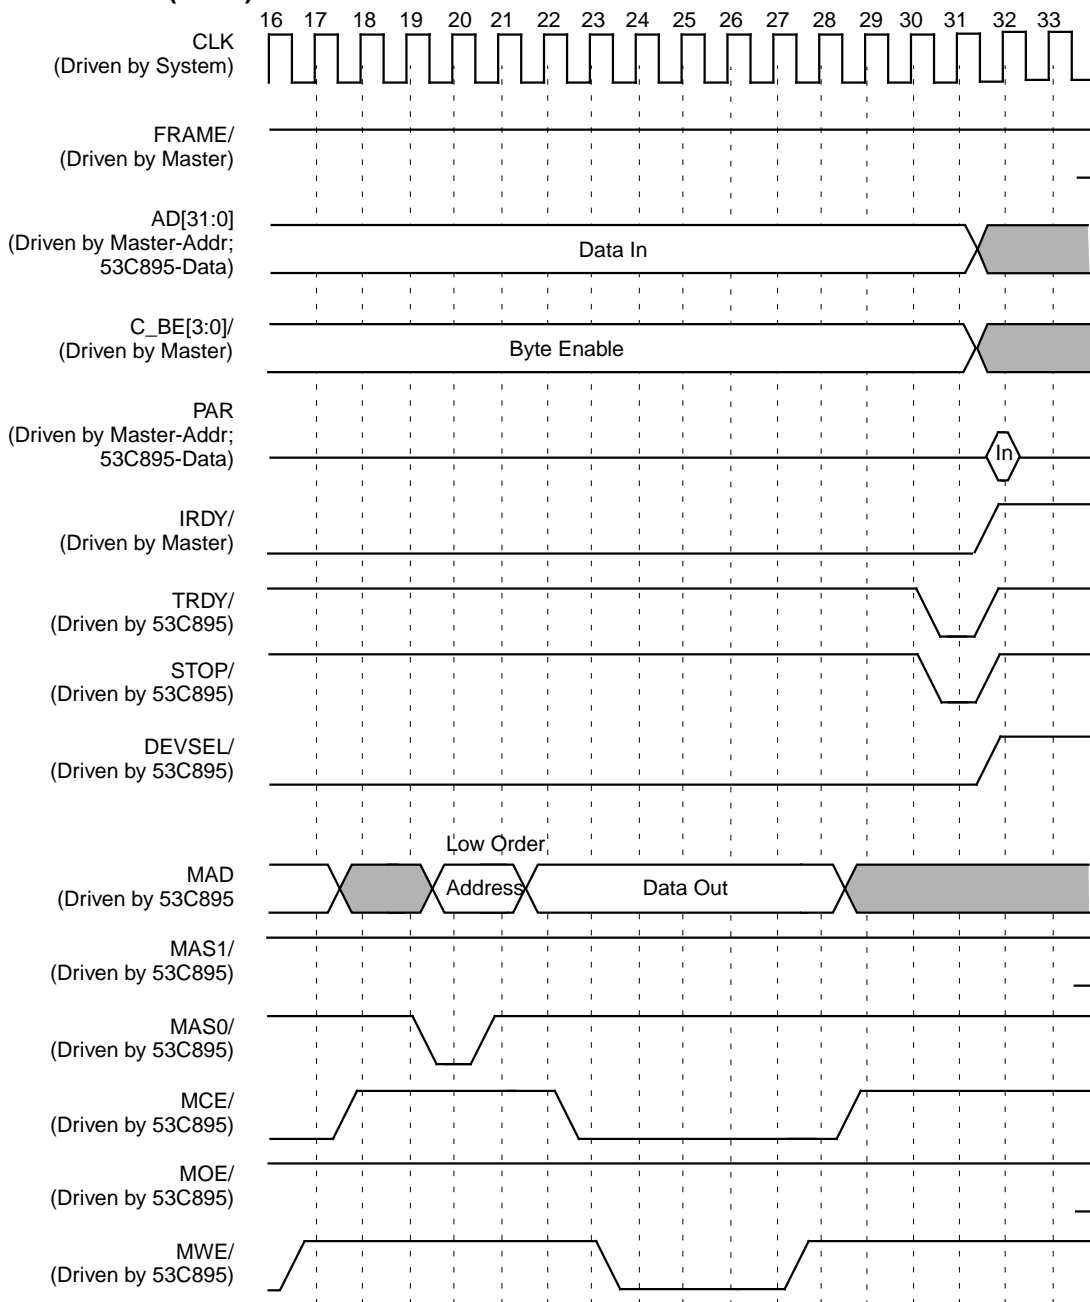 16 17 18 19 20 21 22 23 24 25 26 27 28 29 30 31 32 33
CLK
(Driven by System)
FRAME/
(Driven by Master)
AD[31:0]
(Driven by Master-Addr;
53C895-Data)
Data In
C_BE[3:0]/
(Driven by Master)
Byte Enable
PAR
(Driven by Master-Addr;
53C895-Data)
In
IRDY/
(Driven by Master)
TRDY/
(Driven by 53C895)
STOP/
(Driven by 53C895)
DEVSEL/
(Driven by 53C895)
Low Order
MAD
(Driven by 53C895
Address
Data Out
MAS1/
(Driven by 53C895)
MAS0/
(Driven by 53C895)
MCE/
(Driven by 53C895)
MOE/
(Driven by 53C895)
MWE/
(Driven by 53C895)